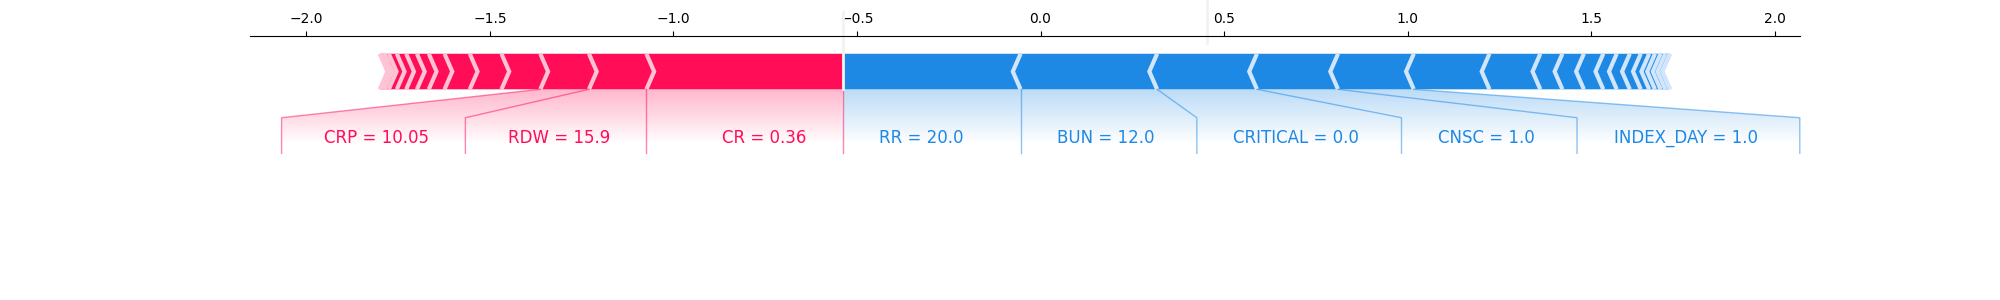 −2.0 −1.5 −1.0 −0.5 0.0 0.5 1.0 1.5 2.0
CRP = 10.05 RDW = 15.9 CR = 0.36 RR = 20.0 BUN = 12.0 CRITICAL = 0.0 CNSC = 1.0 INDEX_DAY = 1.0